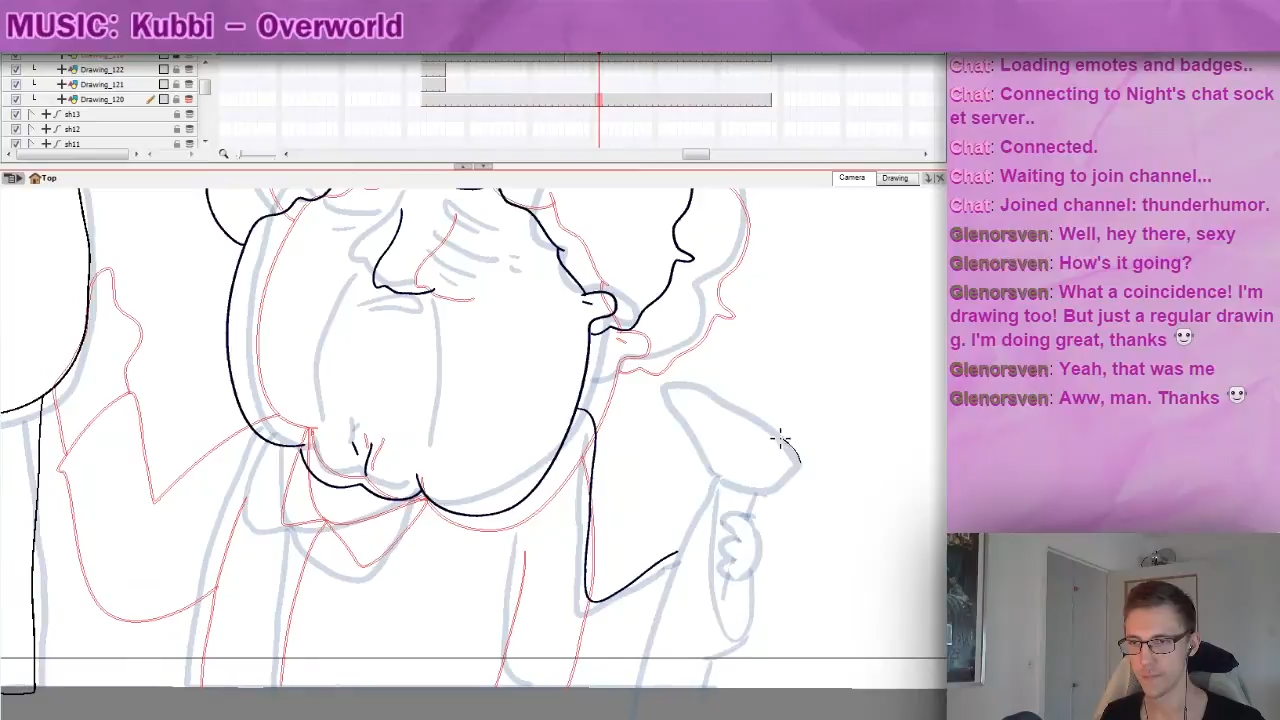 MUSIC: Kubbi – Overworld
Drawing_122
Drawing_121
Drawing_120
sh13
sh12
sh11
Top
Camera
Drawing
Chat: Loading emotes and badges..
Chat: Connecting to Night's chat sock
et server..
Chat: Connected.
Chat: Waiting to join channel...
Chat: Joined channel: thunderhumor.
Glenorsven: Well, hey there, sexy
Glenorsven: How's it going?
Glenorsven: What a coincidence! I'm
drawing too! But just a regular drawin
g. I'm doing great, thanks
Glenorsven: Yeah, that was me
Glenorsven: Aww, man. Thanks